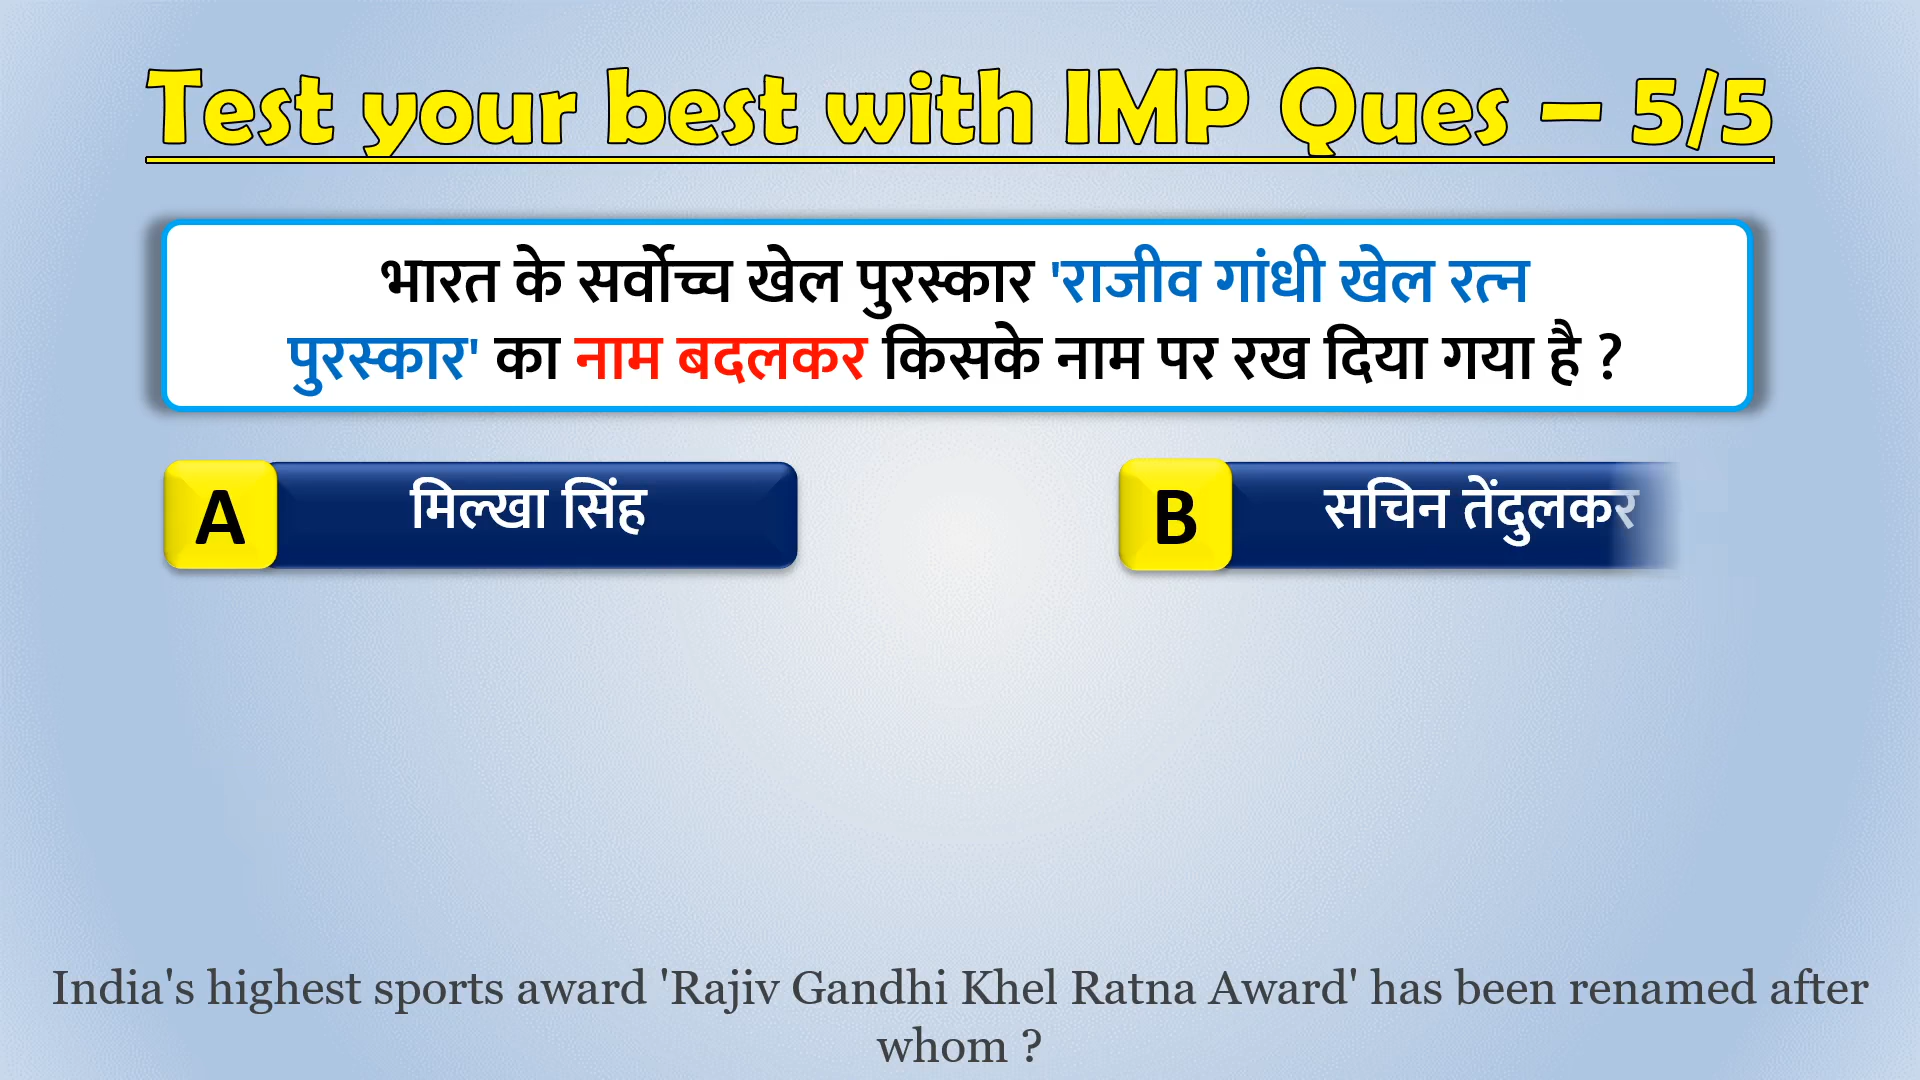 Test your best with IMP Ques – 5/5
भारत के सर्वोच्च खेल पुरस्कार 'राजीव गांधी खेल रत्न
पुरस्कार' का नाम बदलकर किसके नाम पर रख दिया गया है ?
A मिल्खा सिंह
B सचिन तेंदुलकर
India's highest sports award 'Rajiv Gandhi Khel Ratna Award' has been renamed after
whom ?